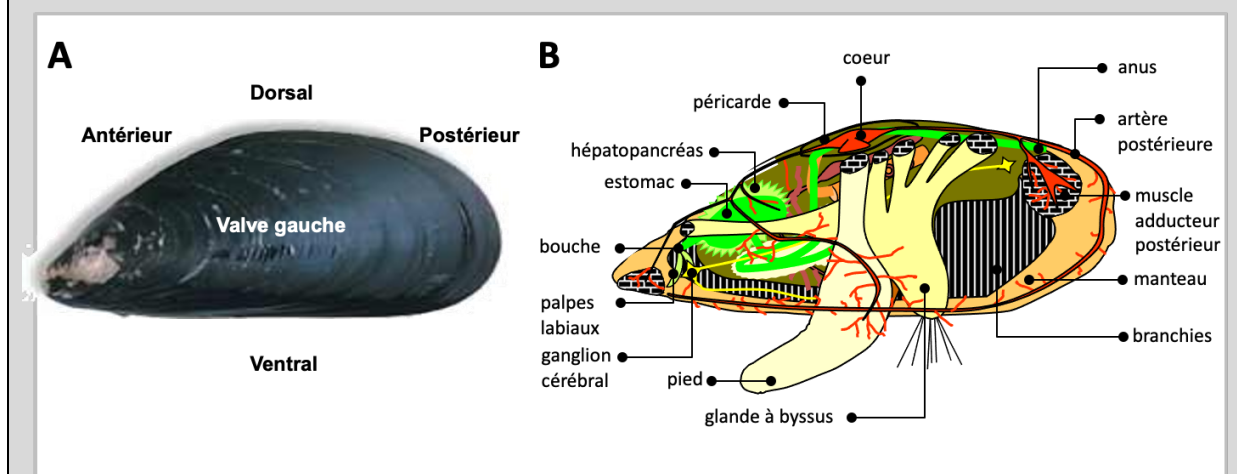 A
Dorsal
Antérieur
Postérieur
Valve gauche
Ventral
B
coeur
anus
péricarde
artère
postérieure
hépatopancréas
estomac
muscle
adducteur
postérieur
bouche
manteau
palpes
labiaux
branchies
ganglion
cérébral
pied
glande à byssus